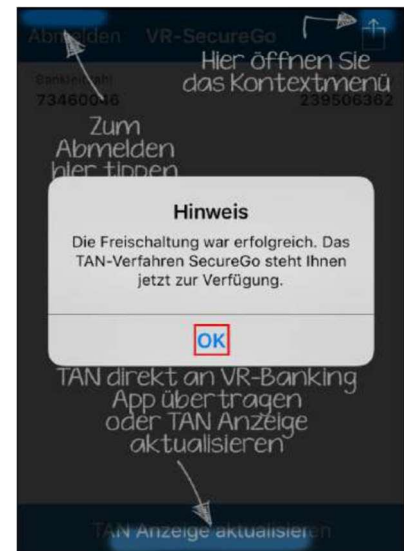 Abmelden VR-SecureGo
Hier öffnen Sie
das Kontextmenü
Bankleitzahl
73460046 239506362
Zum
Abmelden
hier tippen
Hinweis
Die Freischaltung war erfolgreich. Das
TAN-Verfahren SecureGo steht Ihnen
jetzt zur Verfügung.
OK
TAN direkt an VR-Banking
App übertragen
oder TAN Anzeige
aktualisieren
TAN Anzeige aktualisieren